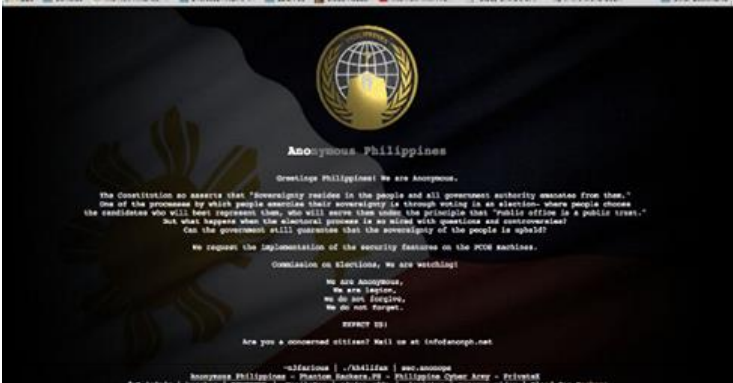 Anonymous Philippines
Greetings Philippines! We are Anonymous.
The Constitution so asserts that "Sovereignty resides in the people and all government authority emanates from them."
One of the processes by which people exercise their sovereignty is through voting in an election- where people choose
the candidates who will best represent them, who will serve them under the principle that "Public office is a public trust."
But what happens when the electoral process is so mired with questions and controversies?
Can the government still guarantee that the sovereignty of the people is upheld?
We request the implementation of the security features on the PCOS machines.
Commission on Elections, We are watching!
We are Anonymous,
We are legion,
We do not forgive,
We do not forget.
EXPECT US!
Are you a concerned citizen? Mail us at info@anonph.net
~n3far1ous | ./kh4lifax | sec.anonops
Anonymous Philippines - Phantom Hackers.PH - Philippine Cyber Army - PrivateX